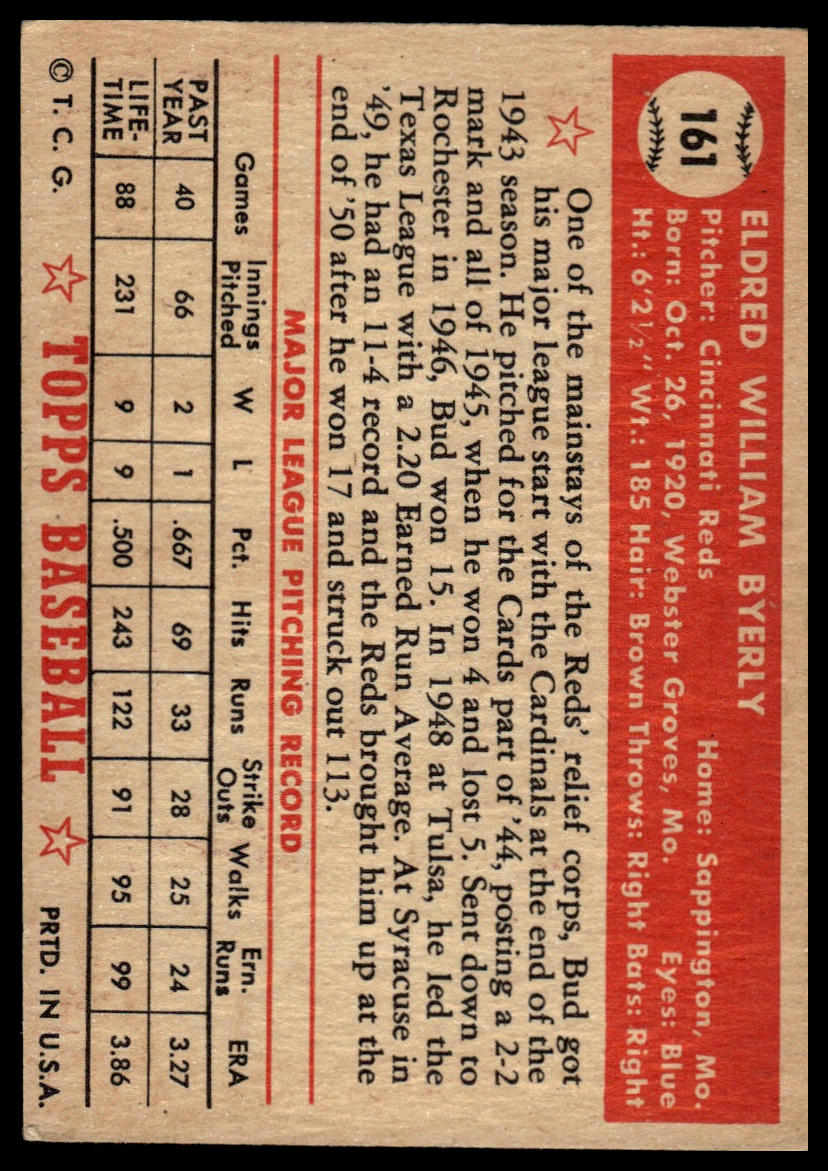 161
ELDRED WILLIAM BYERLY
Pitcher: Cincinnati Reds Home: Sappington, Mo.
Born: Oct. 26, 1920, Webster Groves, Mo. Eyes: Blue
Ht.: 6'2½" Wt.: 185 Hair: Brown Throws: Right Bats: Right
One of the mainstays of the Reds' relief corps, Bud got
his major league start with the Cardinals at the end of the
1943 season. He pitched for the Cards part of '44, posting a 2-2
mark and all of 1945, when he won 4 and lost 5. Sent down to
Rochester in 1946, Bud won 15. In 1948 at Tulsa, he led the
Texas League with a 2.20 Earned Run Average. At Syracuse in
'49, he had an 11-4 record and the Reds brought him up at the
end of '50 after he won 17 and struck out 113.
MAJOR LEAGUE PITCHING RECORD
Games Innings Pitched W L Pct. Hits Runs Strike Outs Walks Ern. Runs ERA
PAST YEAR 40 66 2 1 .667 69 33 28 25 24 3.27
LIFE-TIME 88 231 9 9 .500 243 122 91 95 99 3.86
© T. C. G. TOPPS BASEBALL PRTD. IN U.S.A.